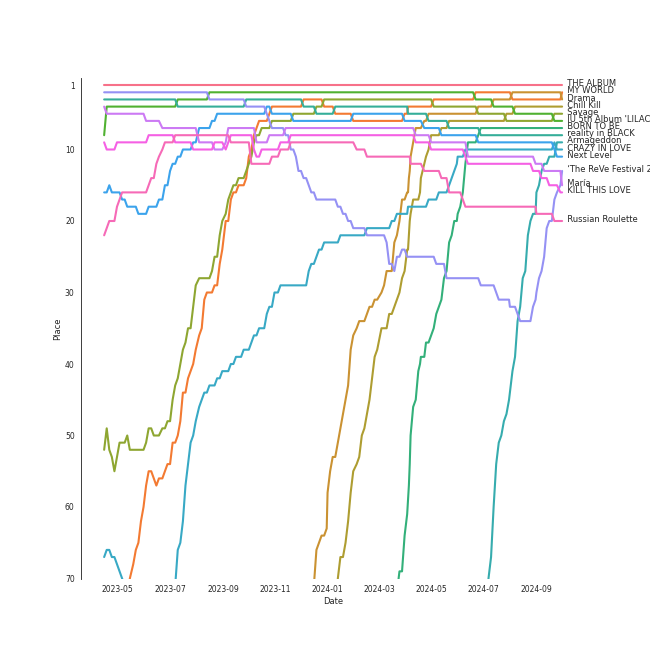 1
10
20
30
40
50
60
70
Place
2023-05
2023-07
2023-09
2023-11
2024-01
2024-03
2024-05
2024-07
2024-09
Date
THE ALBUM
MY WORLD
Drama
Chill Kill
Savage
IU 5th Album 'LILAC
BORN TO BE
reality in BLACK
Armageddon
CRAZY IN LOVE
Next Level
'The ReVe Festival 2
Maria
KILL THIS LOVE
Russian Roulette